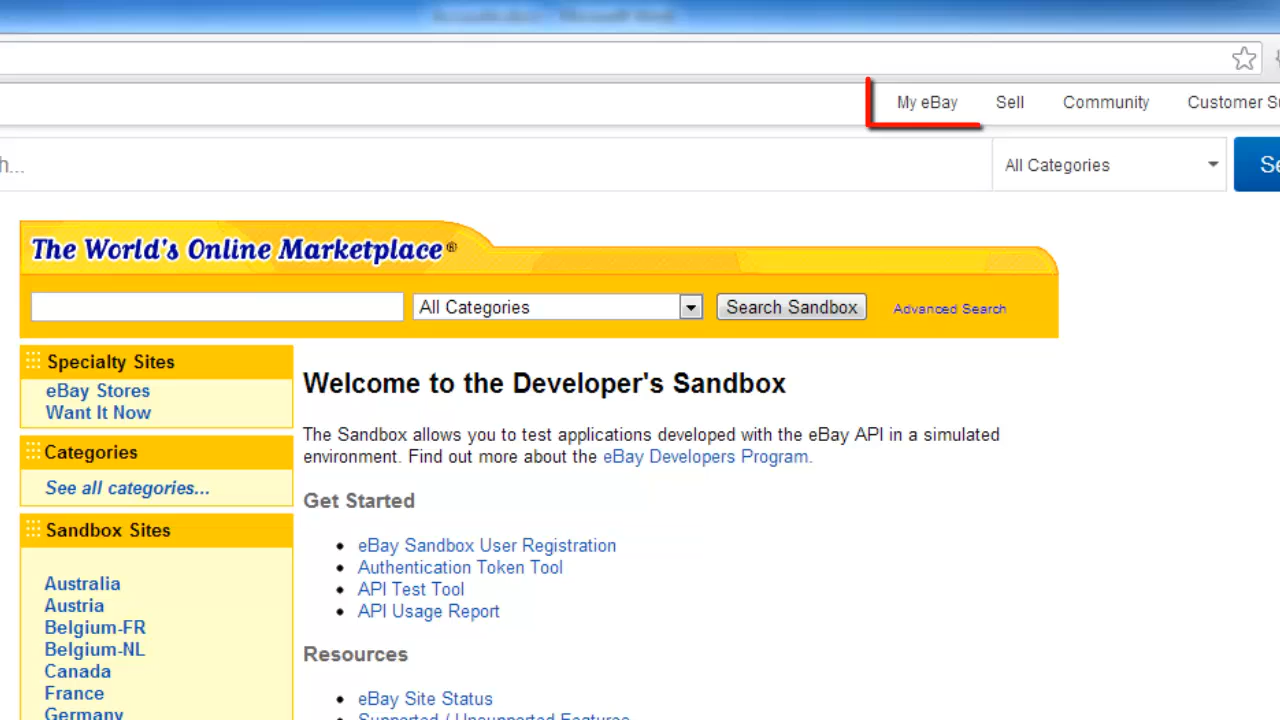 My eBay Sell Community Customer Su
h... All Categories Se
The World's Online Marketplace ®
All Categories Search Sandbox Advanced Search
Specialty Sites
eBay Stores
Want It Now
Categories
See all categories...
Sandbox Sites
Australia
Austria
Belgium-FR
Belgium-NL
Canada
France
Germany
Welcome to the Developer's Sandbox
The Sandbox allows you to test applications developed with the eBay API in a simulated
environment. Find out more about the eBay Developers Program.
Get Started
• eBay Sandbox User Registration
• Authentication Token Tool
• API Test Tool
• API Usage Report
Resources
• eBay Site Status
• Supported / Unsupported Features